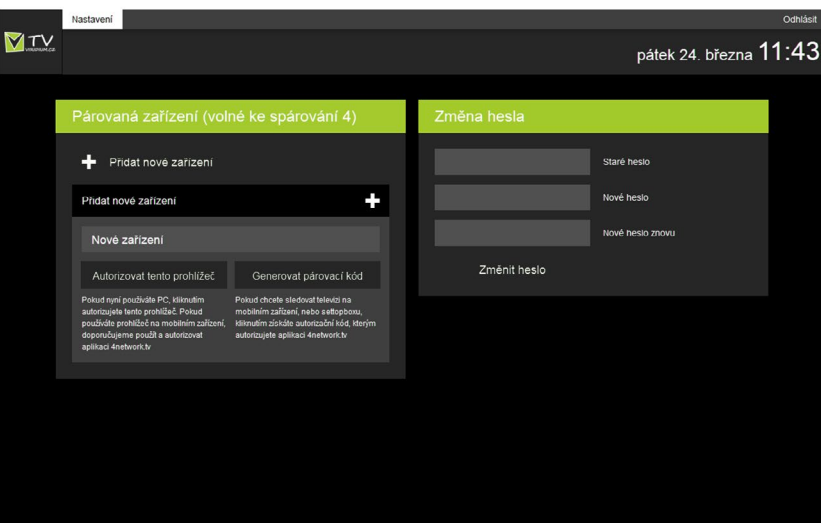 Nastavení
Odhlásit
TV
pátek 24. března 11:43
Párovaná zařízení (volné ke spárování 4)
Přidat nové zařízení
Přidat nové zařízení
Nové zařízení
Autorizovat tento prohlížeč
Pokud nyní používáte PC, kliknutím
autorizujete tento prohlížeč. Pokud
používáte prohlížeč na mobilním zařízení,
doporučujeme použít a autorizovat
aplikaci 4network.tv
Generovat párovací kód
Pokud chcete sledovat televizi na
mobilním zařízení, nebo settopboxu,
kliknutím získáte autorizační kód, kterým
autorizujete aplikaci 4network.tv
Změna hesla
Staré heslo
Nové heslo
Nové heslo znovu
Změnit heslo